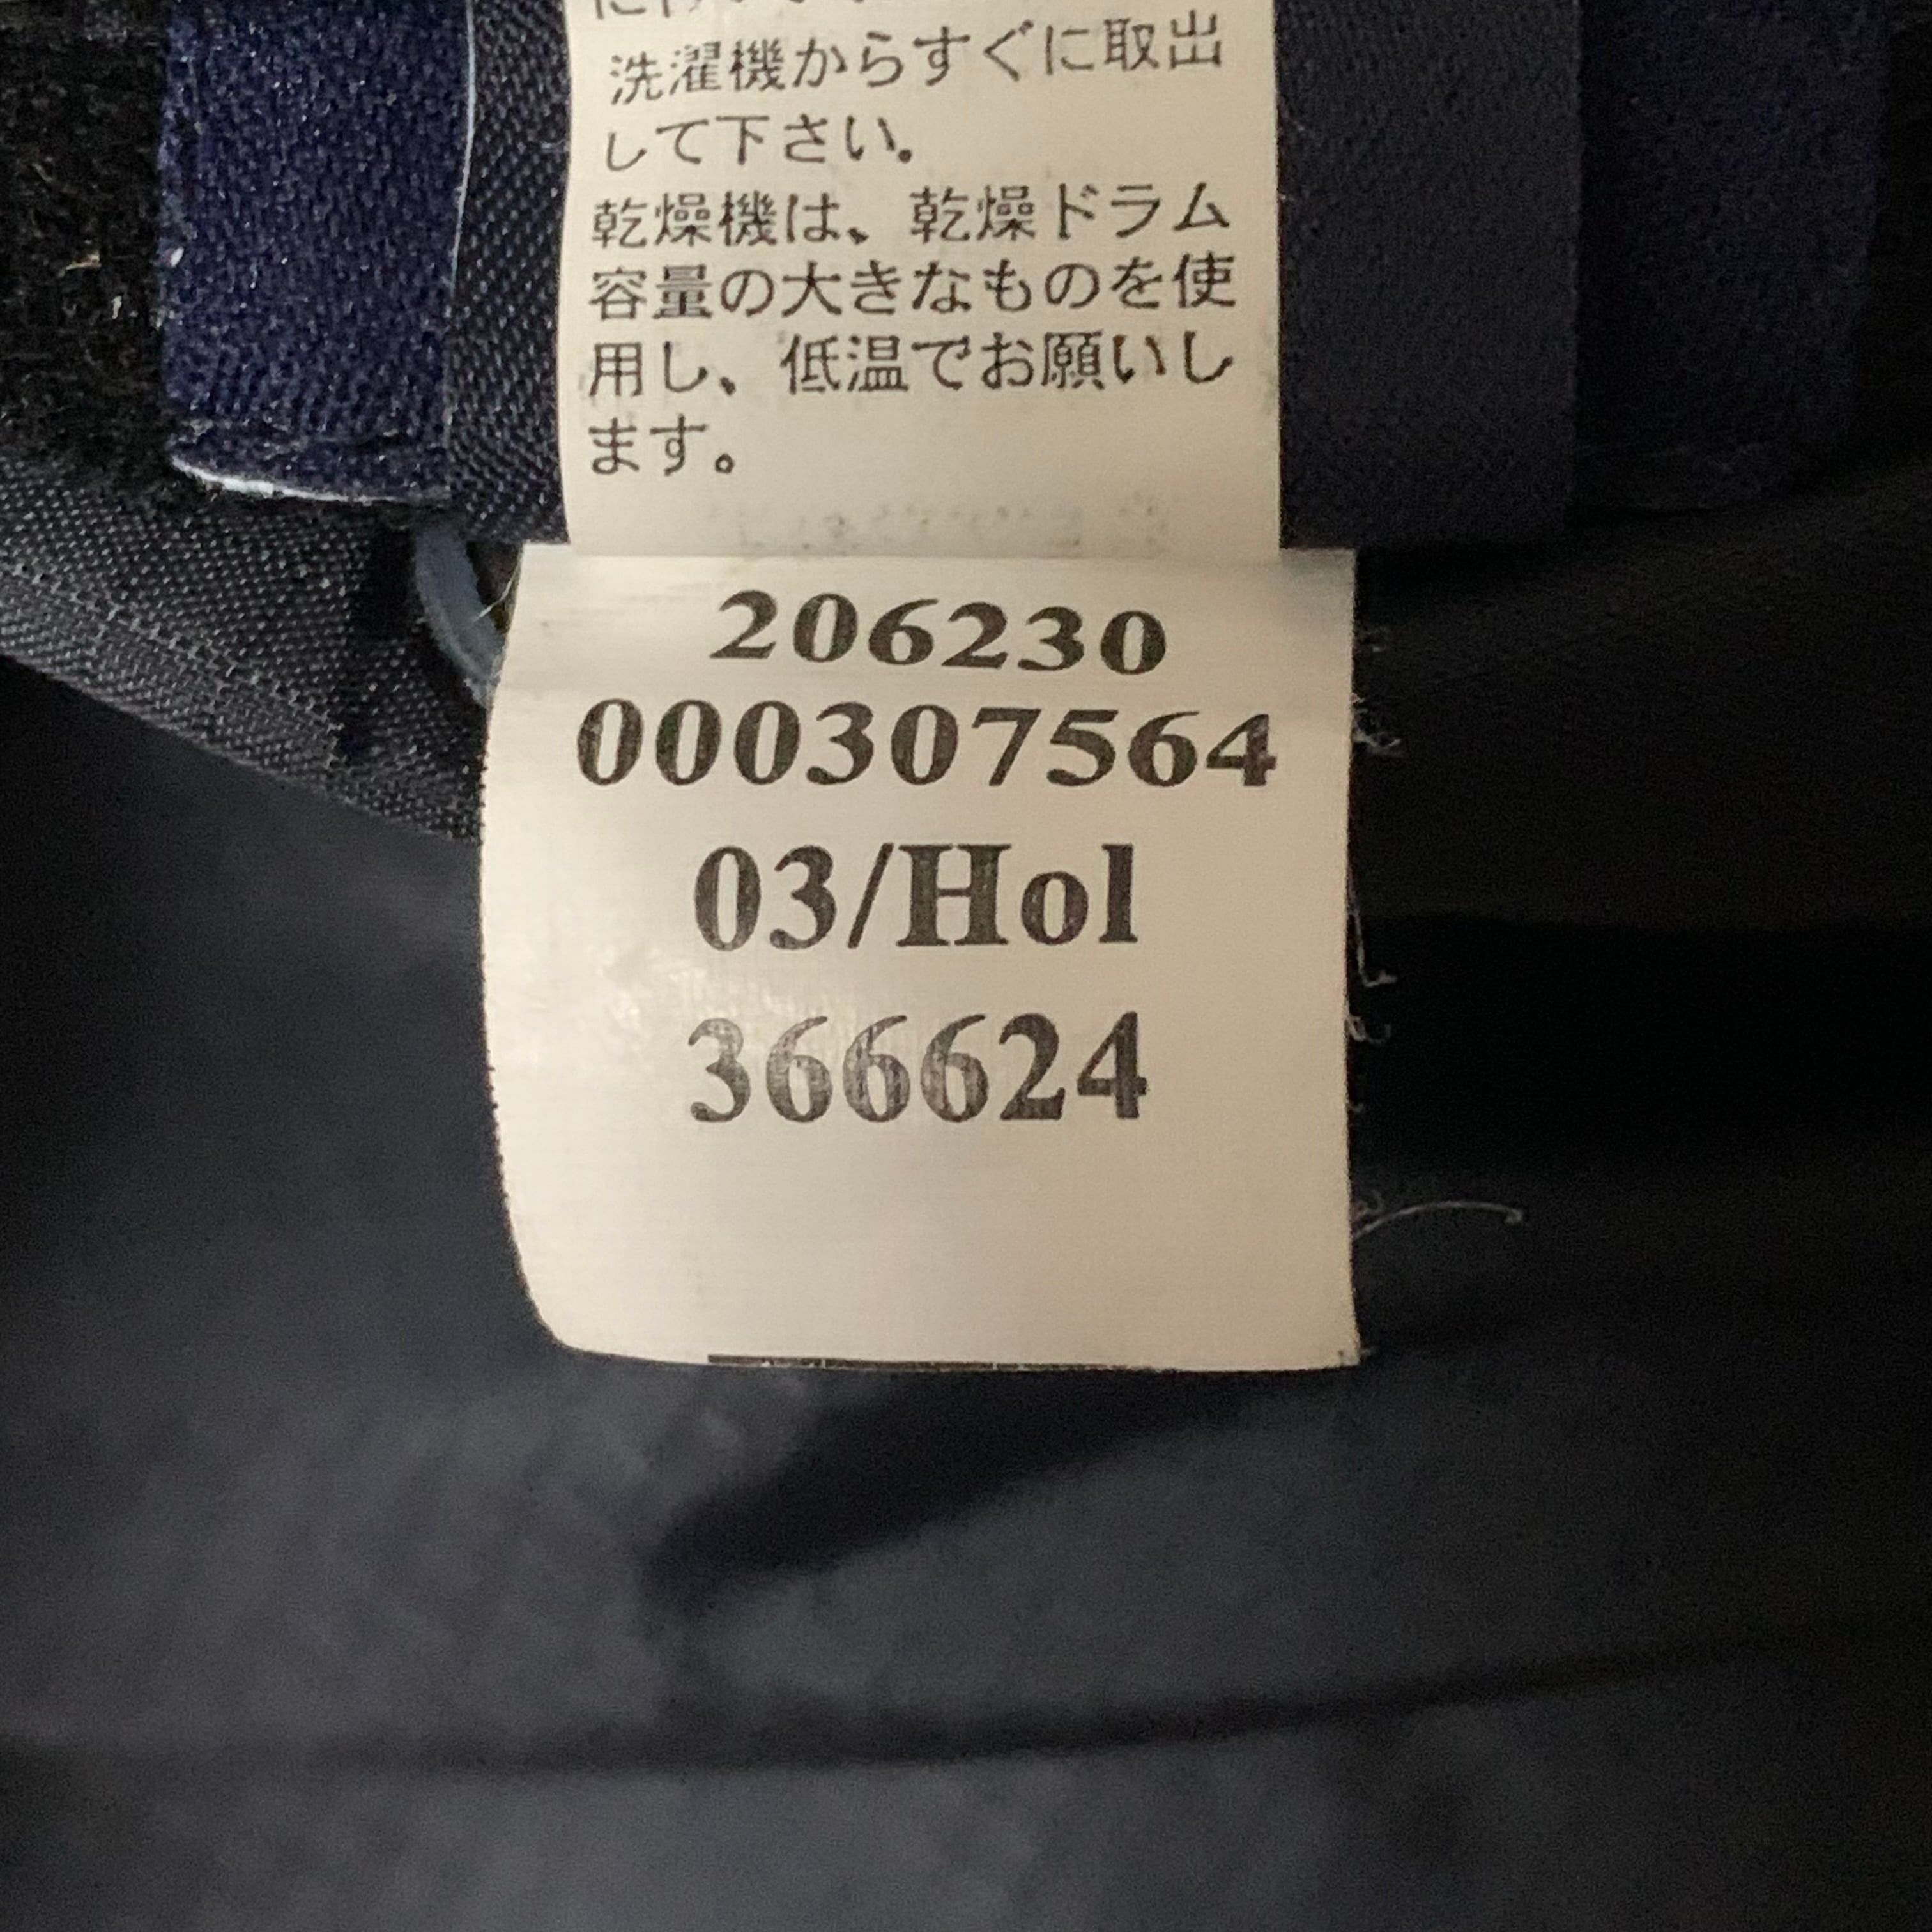 洗濯機からすぐに取出
して下さい。
乾燥機は、乾燥ドラム
容量の大きなものを使
用し、低温でお願いし
ます。
206230
000307564
03/Hol
366624